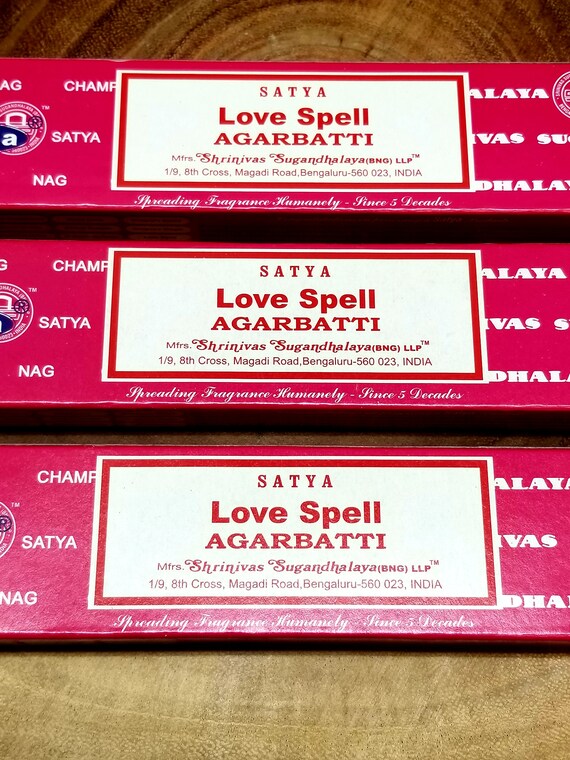 NAG CHAMP
SATYA
NAG
a
SATYA
Love Spell
AGARBATTI
Mfrs. Shrinivas Sugandhalaya (BNG) LLP™
1/9, 8th Cross, Magadi Road, Bengaluru-560 023, INDIA
Spreading Fragrance Humanely - Since 5 Decades
ALAYA
IVAS SUG
DHALAY
CHAMP
SATYA
NAG
SATYA
Love Spell
AGARBATTI
Mfrs. Shrinivas Sugandhalaya (BNG) LLP™
1/9, 8th Cross, Magadi Road, Bengaluru-560 023, INDIA
Spreading Fragrance Humanely - Since 5 Decades
ALAYA
IVAS SU
DHALA
CHAMP
SATYA
NAG
SATYA
Love Spell
AGARBATTI
Mfrs. Shrinivas Sugandhalaya (BNG) LLP™
1/9, 8th Cross, Magadi Road, Bengaluru-560 023, INDIA
Spreading Fragrance Humanely - Since 5 Decades
ALAYA
IVAS S
DHAL